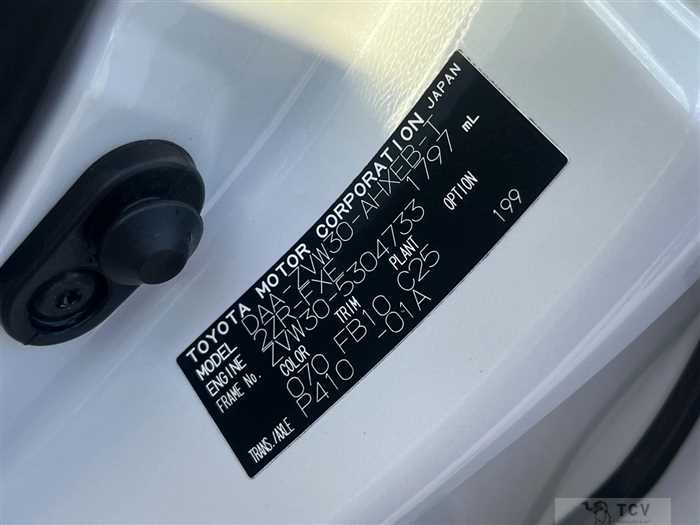 TOYOTA MOTOR CORPORATION JAPAN
MODEL DAA-ZVW30-AHXEB-T
ENGINE 2ZR-FXE 1797 mL
FRAME No. ZVW30-5304733
COLOR TRIM PLANT OPTION
070 FB10 C25 199
TRANS./AXLE P410 -01A
TCV